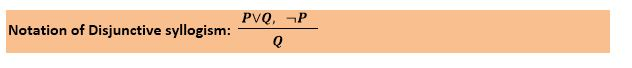 P∨Q, ¬P
Notation of Disjunctive syllogism:
Q